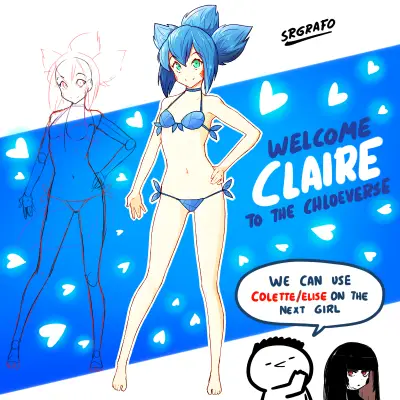 SRGRAFO
WELCOME
CLAIRE
TO THE CHLOEVERSE
WE CAN USE
COLETTE/ELISE ON THE
NEXT GIRL